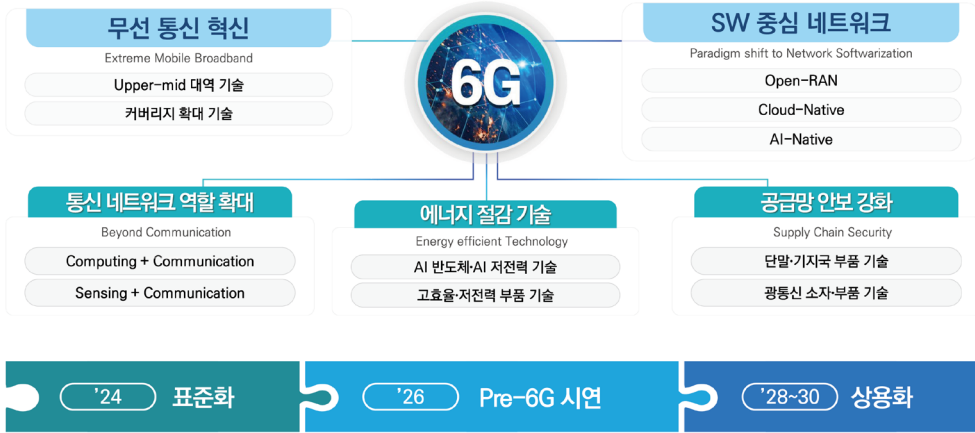 무선 통신 혁신
Extreme Mobile Broadband
Upper-mid 대역 기술
커버리지 확대 기술
6G
SW 중심 네트워크
Paradigm shift to Network Softwarization
Open-RAN
Cloud-Native
AI-Native
통신 네트워크 역할 확대
Beyond Communication
Computing + Communication
Sensing + Communication
에너지 절감 기술
Energy efficient Technology
AI 반도체·AI 저전력 기술
고효율·저전력 부품 기술
공급망 안보 강화
Supply Chain Security
단말·기지국 부품 기술
광통신 소자·부품 기술
’24 표준화
’26 Pre-6G 시연
’28~30 상용화